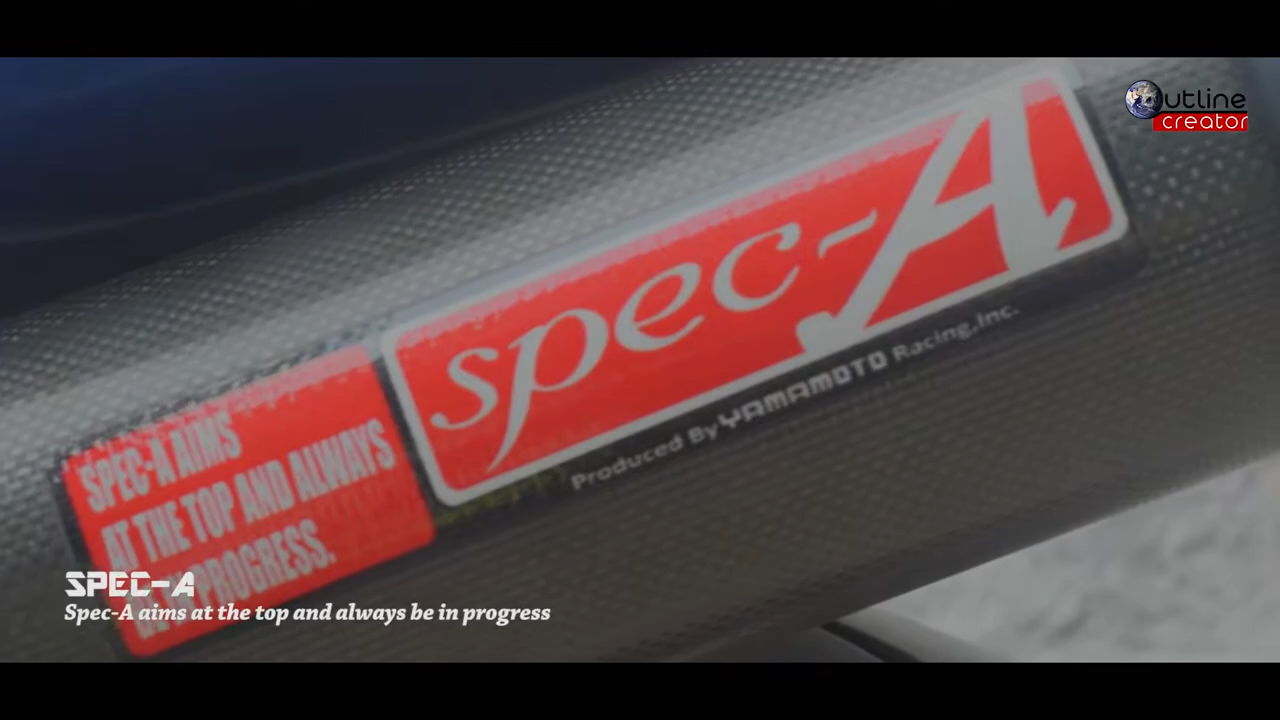 Outline
creator
spec-A
Produced By YAMAMOTO Racing,Inc.
SPEC-A AIMS
AT THE TOP AND ALWAYS
PROGRESS.
SPEC-A
Spec-A aims at the top and always be in progress